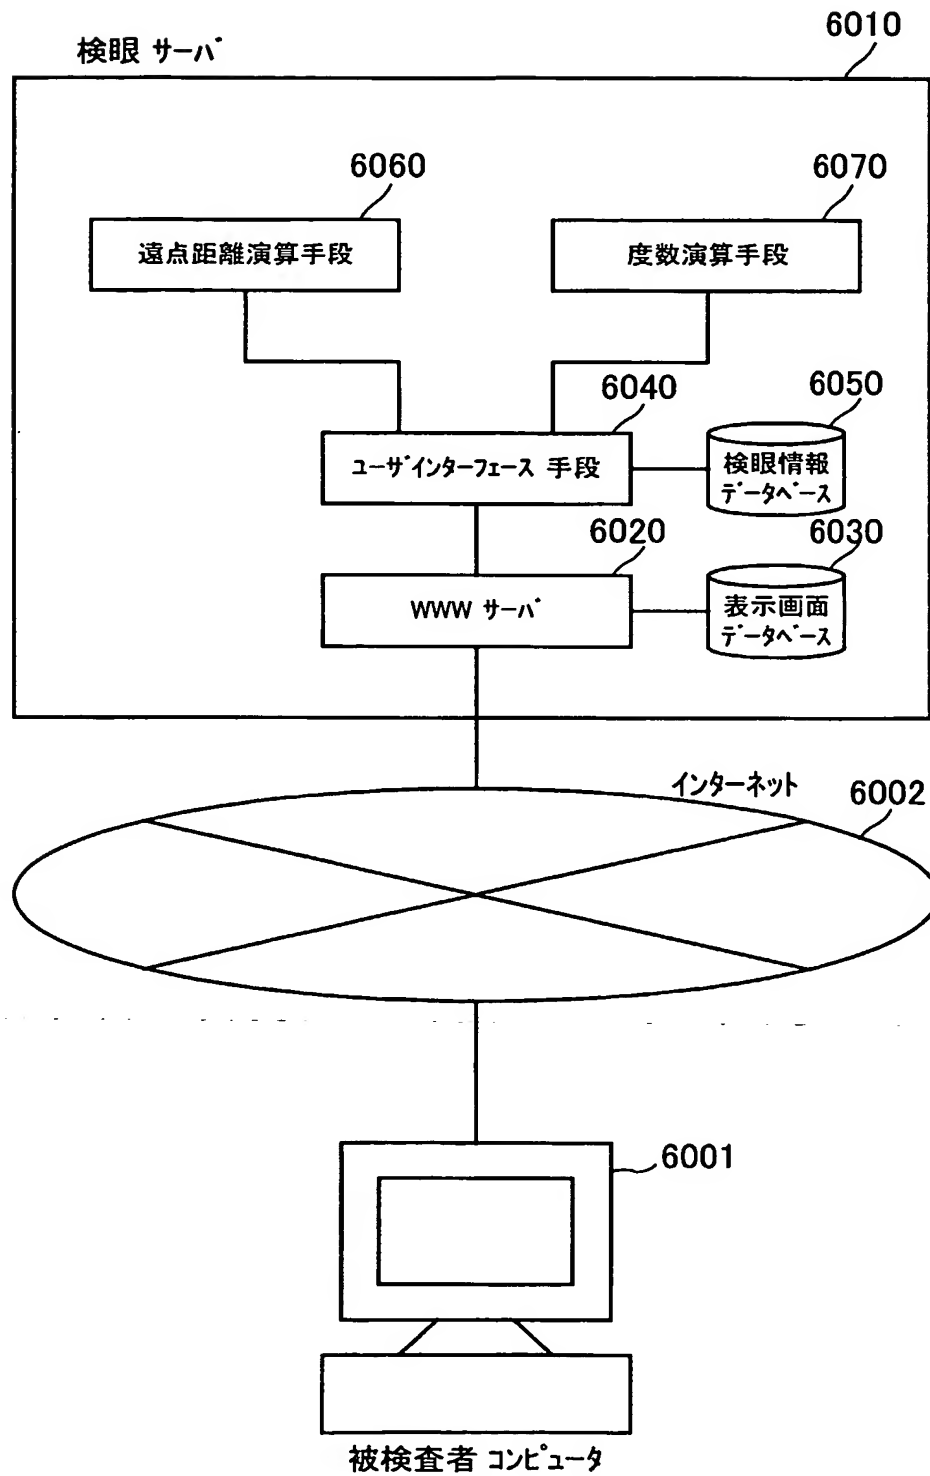 6010
検眼 サーバ
6060
6070
遠点距離演算手段
度数演算手段
6040
6050
ユーザインターフェース 手段
検眼情報
データベース
6020
6030
WWW サーバ
表示画面
データベース
インターネット
6002
6001
被検査者 コンピュータ